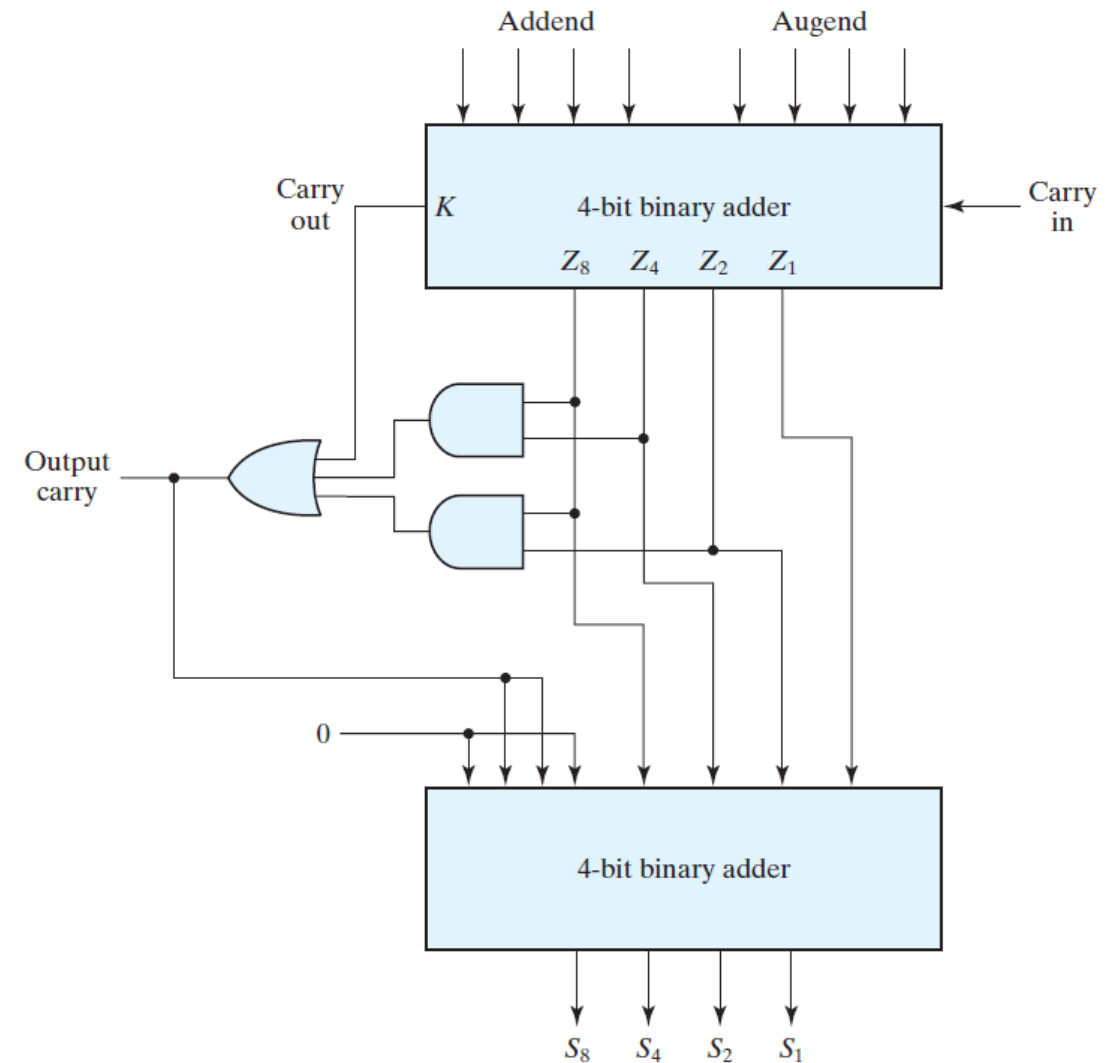 Addend Augend
Carry
out
K 4-bit binary adder
Carry
in
Z8 Z4 Z2 Z1
Output
carry
0
4-bit binary adder
S8 S4 S2 S1